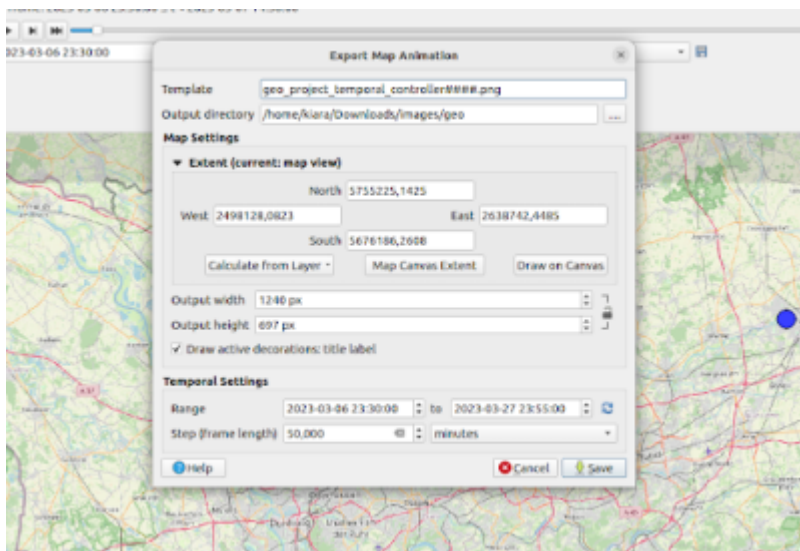 2023-03-06 23:30:00
Export Map Animation
Template geo_project_temporal_controller####.png
Output directory /home/kiara/Downloads/images/geo ...
Map Settings
Extent (current: map view)
North 5755225,1425
West 2498128,0823 East 2638742,4485
South 5676186,2608
Calculate from Layer Map Canvas Extent Draw on Canvas
Output width 1240 px
Output height 697 px
Draw active decorations: title label
Temporal Settings
Range 2023-03-06 23:30:00 to 2023-03-27 23:55:00
Step (frame length) 50,000 minutes
Help Cancel Save